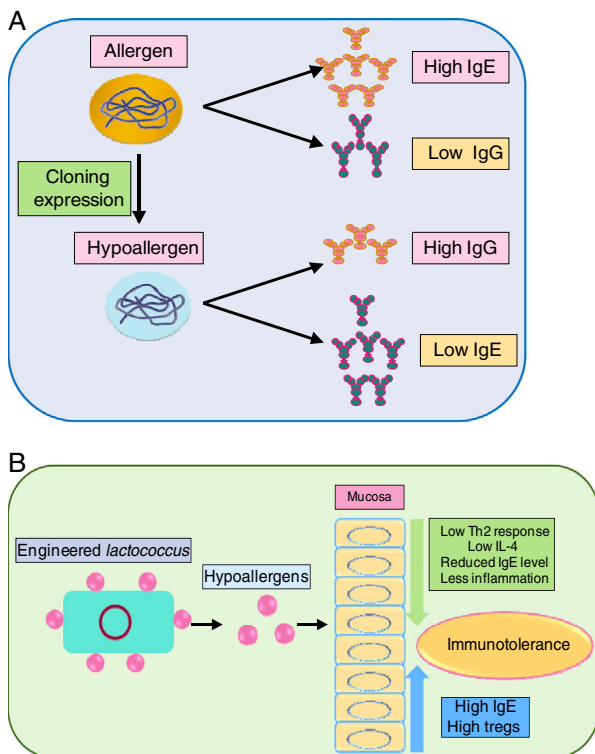 A
Allergen
High IgE
Low IgG
Cloning
expression
Hypoallergen
High IgG
Low IgE
B
Mucosa
Engineered lactococcus
Hypoallergens
Low Th2 response
Low IL-4
Reduced IgE level
Less inflammation
Immunotolerance
High IgE
High tregs